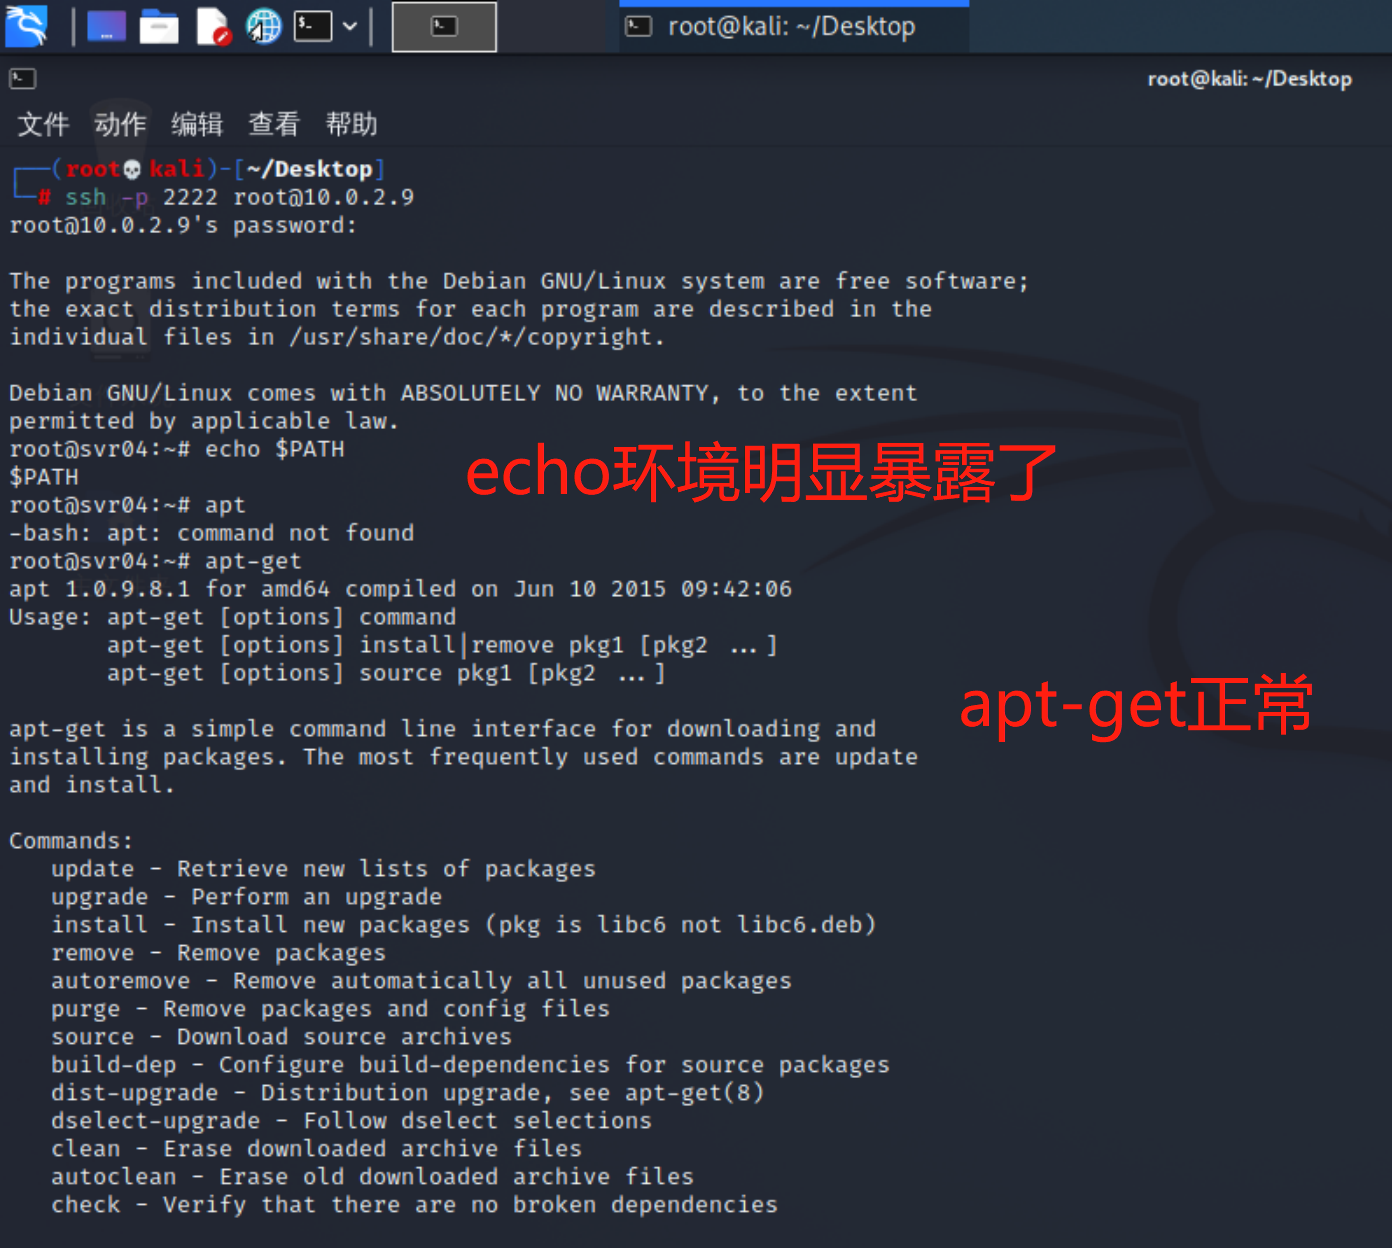 root@kali: ~/Desktop
root@kali: ~/Desktop
文件 动作 编辑 查看 帮助
(root💀kali)-[~/Desktop]
# ssh -p 2222 root@10.0.2.9
root@10.0.2.9's password:
The programs included with the Debian GNU/Linux system are free software;
the exact distribution terms for each program are described in the
individual files in /usr/share/doc/*/copyright.
Debian GNU/Linux comes with ABSOLUTELY NO WARRANTY, to the extent
permitted by applicable law.
root@svr04:~# echo $PATH
echo环境明显暴露了
$PATH
root@svr04:~# apt
-bash: apt: command not found
root@svr04:~# apt-get
apt 1.0.9.8.1 for amd64 compiled on Jun 10 2015 09:42:06
Usage: apt-get [options] command
apt-get [options] install|remove pkg1 [pkg2 ...]
apt-get [options] source pkg1 [pkg2 ...]
apt-get正常
apt-get is a simple command line interface for downloading and
installing packages. The most frequently used commands are update
and install.
Commands:
update - Retrieve new lists of packages
upgrade - Perform an upgrade
install - Install new packages (pkg is libc6 not libc6.deb)
remove - Remove packages
autoremove - Remove automatically all unused packages
purge - Remove packages and config files
source - Download source archives
build-dep - Configure build-dependencies for source packages
dist-upgrade - Distribution upgrade, see apt-get(8)
dselect-upgrade - Follow dselect selections
clean - Erase downloaded archive files
autoclean - Erase old downloaded archive files
check - Verify that there are no broken dependencies